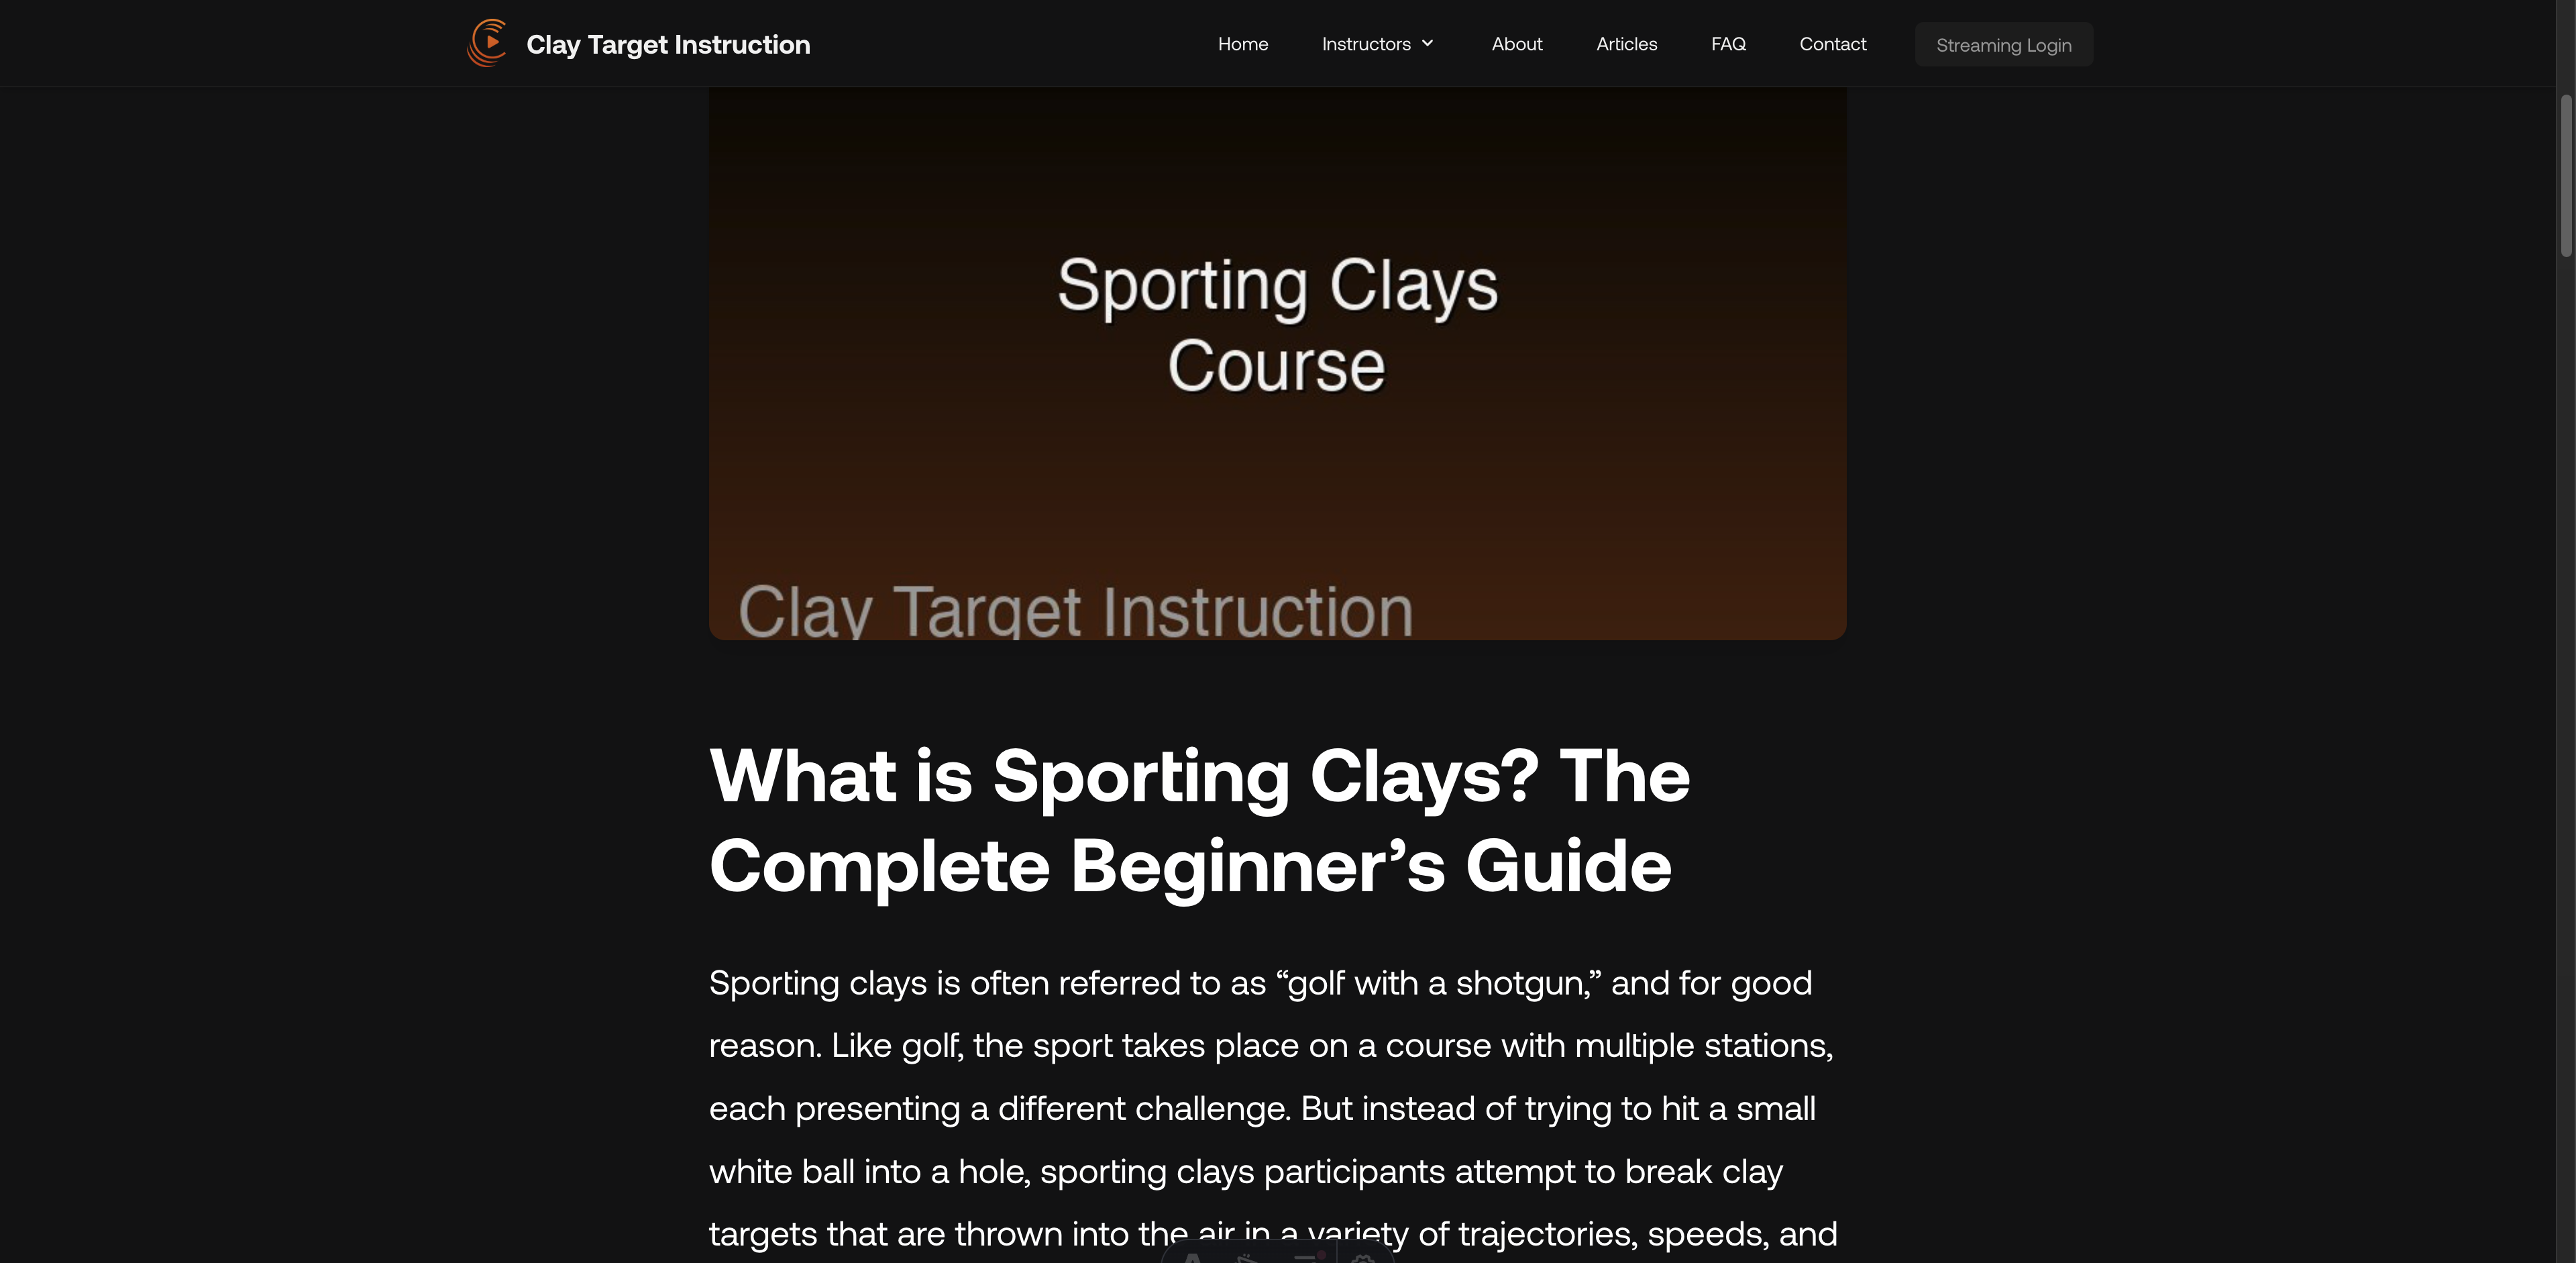 Clay Target Instruction
Home Instructors About Articles FAQ Contact Streaming Login
Sporting Clays
Course
Clay Target Instruction
What is Sporting Clays? The
Complete Beginner’s Guide
Sporting clays is often referred to as “golf with a shotgun,” and for good
reason. Like golf, the sport takes place on a course with multiple stations,
each presenting a different challenge. But instead of trying to hit a small
white ball into a hole, sporting clays participants attempt to break clay
targets that are thrown into the air in a variety of trajectories, speeds, and